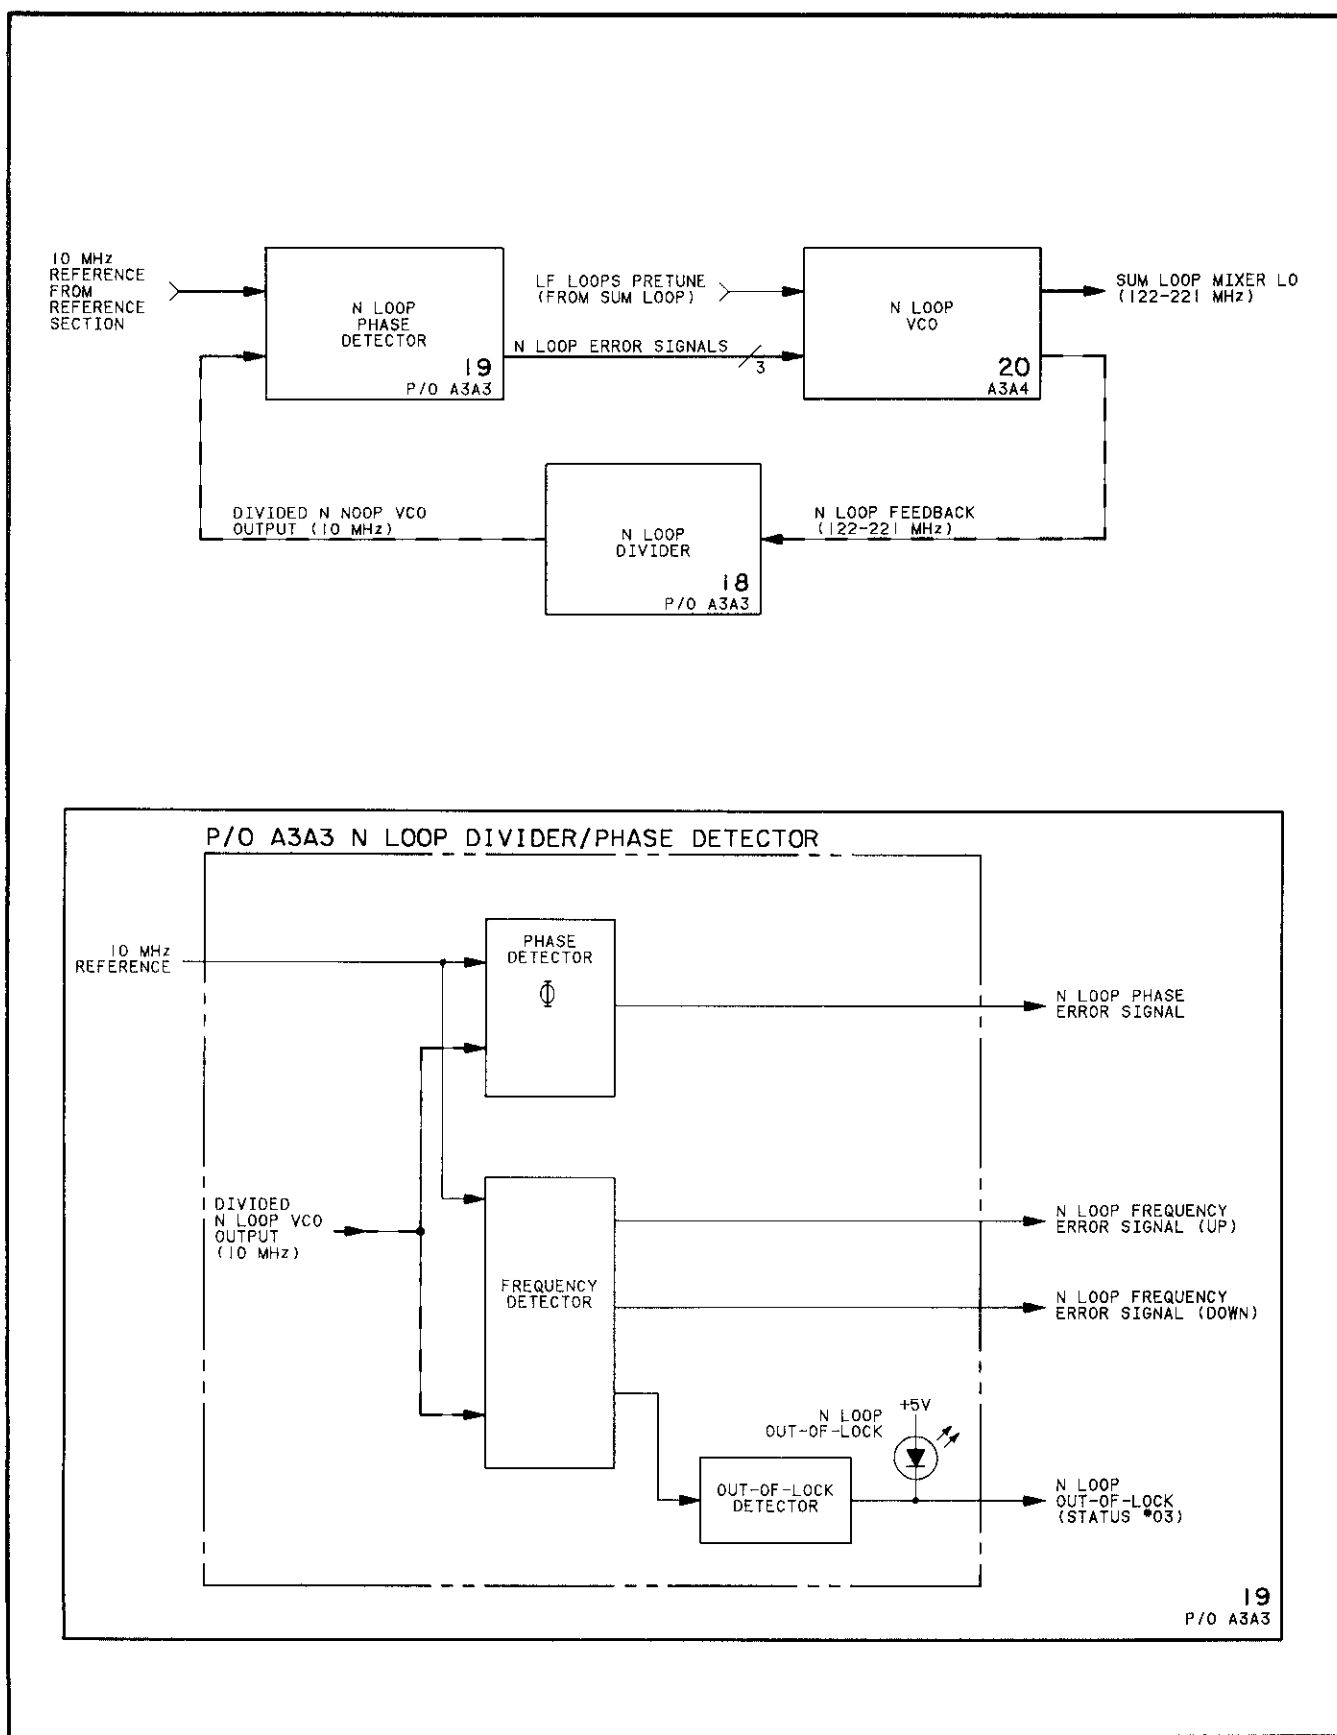 10 MHz
REFERENCE
FROM
REFERENCE
SECTION
N LOOP
PHASE
DETECTOR
19
P/O A3A3
LF LOOPS PRETUNE
(FROM SUM LOOP)
N LOOP ERROR SIGNALS
3
N LOOP
VCO
20
A3A4
SUM LOOP MIXER LO
(122-221 MHz)
DIVIDED N NOOP VCO
OUTPUT (10 MHz)
N LOOP
DIVIDER
18
P/O A3A3
N LOOP FEEDBACK
(122-221 MHz)
P/O A3A3 N LOOP DIVIDER/PHASE DETECTOR
10 MHz
REFERENCE
PHASE
DETECTOR
Φ
N LOOP PHASE
ERROR SIGNAL
DIVIDED
N LOOP VCO
OUTPUT
(10 MHz)
FREQUENCY
DETECTOR
N LOOP FREQUENCY
ERROR SIGNAL (UP)
N LOOP FREQUENCY
ERROR SIGNAL (DOWN)
N LOOP
OUT-OF-LOCK
+5V
OUT-OF-LOCK
DETECTOR
N LOOP
OUT-OF-LOCK
(STATUS #03)
19
P/O A3A3